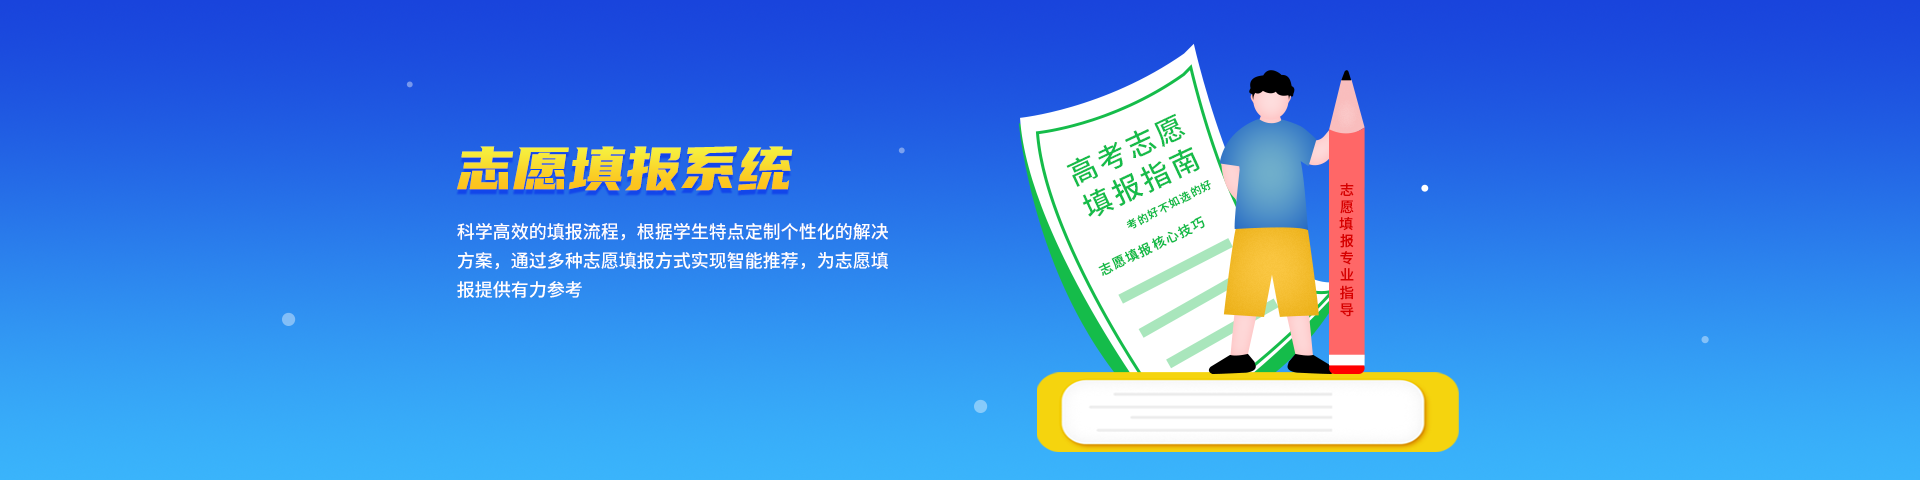 志愿填报系统
科学高效的填报流程，根据学生特点定制个性化的解决
方案，通过多种志愿填报方式实现智能推荐，为志愿填
报提供有力参考
高考志愿
填报指南
考的好不如选的好
志愿填报核心技巧
志愿填报专业指导